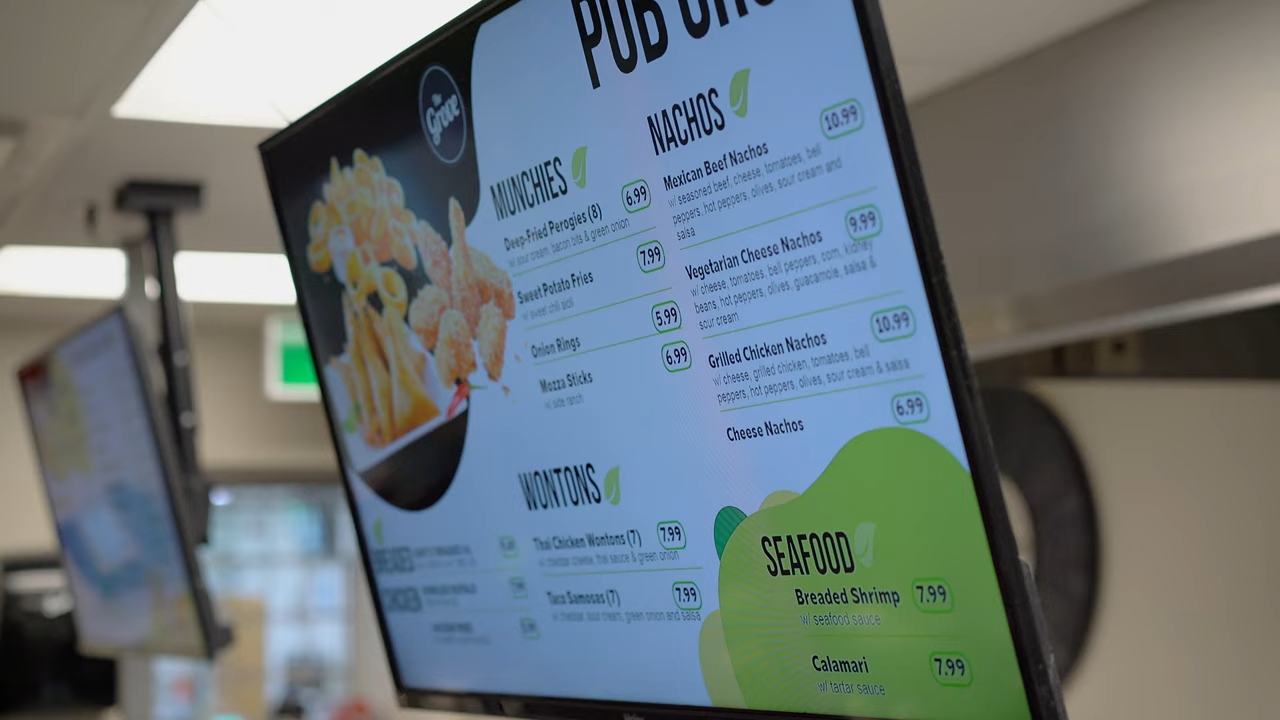 PUB
The
Grove
MUNCHIES
Deep-Fried Perogies (8) 6.99
w/ sour cream, bacon bits & green onion
Sweet Potato Fries 7.99
w/ sweet chili aioli
Onion Rings 5.99
Mozza Sticks 6.99
w/ side ranch
NACHOS
Mexican Beef Nachos 10.99
w/ seasoned beef, cheese, tomatoes, bell
peppers, hot peppers, olives, sour cream and
salsa
Vegetarian Cheese Nachos 9.99
w/ cheese, tomatoes, bell peppers, corn, kidney
beans, hot peppers, olives, guacamole, salsa &
sour cream
Grilled Chicken Nachos 10.99
w/ cheese, grilled chicken, tomatoes, bell
peppers, hot peppers, olives, sour cream & salsa
Cheese Nachos 6.99
WONTONS
Thai Chicken Wontons (7) 7.99
w/ cheddar cheese, thai sauce & green onion
Taco Samosas (7) 7.99
w/ cheddar, sour cream, green onion and salsa
BREADED
CHICKEN
SEAFOOD
Breaded Shrimp 7.99
w/ seafood sauce
Calamari 7.99
w/ tartar sauce